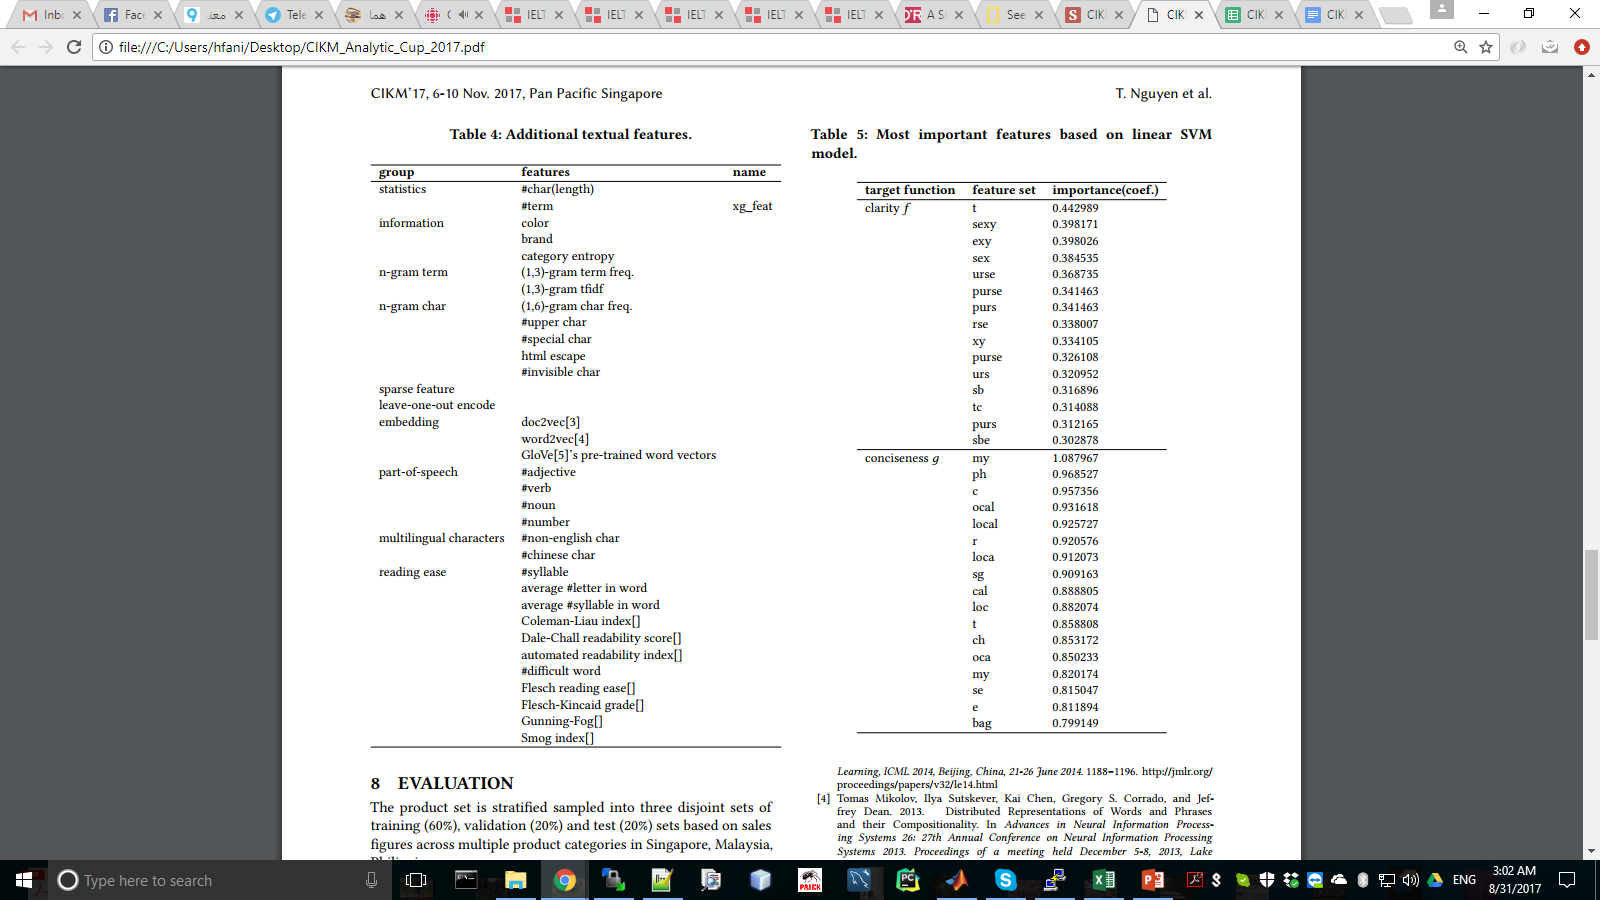 Inb
Fac
معد
Tele
هما
IELT
IELT
IELT
IELT
IELT
A S
See
CIK
CIK
CIK
CIK
file:///C:/Users/hfani/Desktop/CIKM_Analytic_Cup_2017.pdf
CIKM'17, 6-10 Nov. 2017, Pan Pacific Singapore
T. Nguyen et al.
Table 4: Additional textual features.
group features name
statistics #char(length)
#term xg_feat
information color
brand
category entropy
n-gram term (1,3)-gram term freq.
(1,3)-gram tfidf
n-gram char (1,6)-gram char freq.
#upper char
#special char
html escape
#invisible char
sparse feature
leave-one-out encode
embedding doc2vec[3]
word2vec[4]
GloVe[5]'s pre-trained word vectors
part-of-speech #adjective
#verb
#noun
#number
multilingual characters #non-english char
#chinese char
reading ease #syllable
average #letter in word
average #syllable in word
Coleman-Liau index[]
Dale-Chall readability score[]
automated readability index[]
#difficult word
Flesch reading ease[]
Flesch-Kincaid grade[]
Gunning-Fog[]
Smog index[]
8 EVALUATION
The product set is stratified sampled into three disjoint sets of
training (60%), validation (20%) and test (20%) sets based on sales
figures across multiple product categories in Singapore, Malaysia,
Table 5: Most important features based on linear SVM
model.
target function feature set importance(coef.)
clarity f t 0.442989
sexy 0.398171
exy 0.398026
sex 0.384535
urse 0.368735
purse 0.341463
purs 0.341463
rse 0.338007
xy 0.334105
purse 0.326108
urs 0.320952
sb 0.316896
tc 0.314088
purs 0.312165
sbe 0.302878
conciseness g my 1.087967
ph 0.968527
c 0.957356
ocal 0.931618
local 0.925727
r 0.920576
loca 0.912073
sg 0.909163
cal 0.888805
loc 0.882074
t 0.858808
ch 0.853172
oca 0.850233
my 0.820174
se 0.815047
e 0.811894
bag 0.799149
Learning, ICML 2014, Beijing, China, 21-26 June 2014. 1188–1196. http://jmlr.org/
proceedings/papers/v32/le14.html
[4] Tomas Mikolov, Ilya Sutskever, Kai Chen, Gregory S. Corrado, and Jef-
frey Dean. 2013. Distributed Representations of Words and Phrases
and their Compositionality. In Advances in Neural Information Process-
ing Systems 26: 27th Annual Conference on Neural Information Processing
Systems 2013. Proceedings of a meeting held December 5-8, 2013, Lake
Type here to search
ENG
3:02 AM
8/31/2017